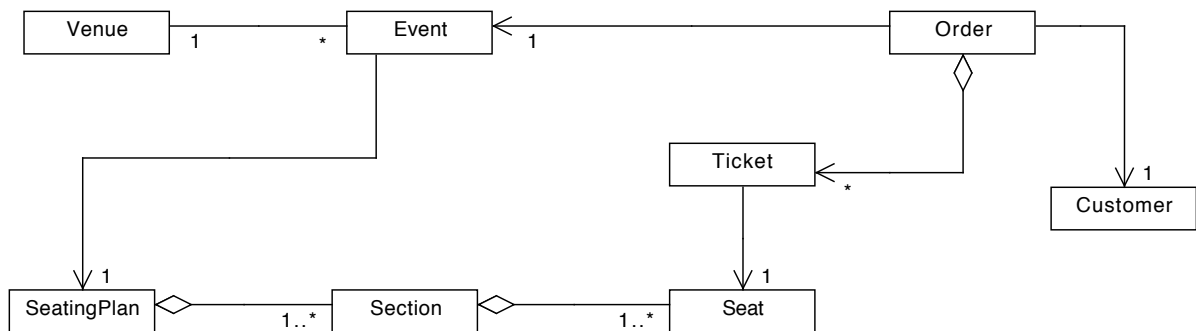 Venue
1
*
Event
1
Order
Ticket
*
1
Customer
1
1
SeatingPlan
1..*
Section
1..*
Seat